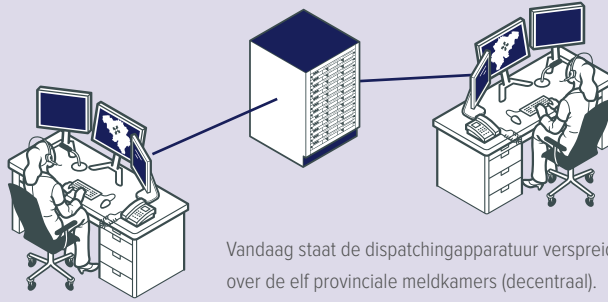 Vandaag staat de dispatchingapparatuur verspreid
over de elf provinciale meldkamers (decentraal).